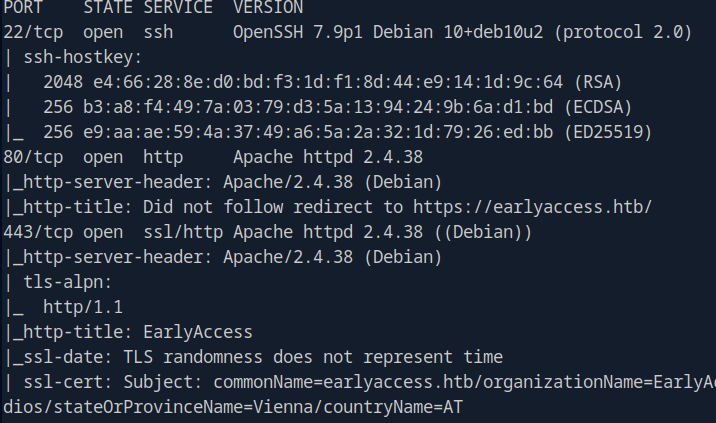 PORT    STATE SERVICE  VERSION
22/tcp  open  ssh      OpenSSH 7.9p1 Debian 10+deb10u2 (protocol 2.0)
| ssh-hostkey:
|   2048 e4:66:28:8e:d0:bd:f3:1d:f1:8d:44:e9:14:1d:9c:64 (RSA)
|   256 b3:a8:f4:49:7a:03:79:d3:5a:13:94:24:9b:6a:d1:bd (ECDSA)
|_  256 e9:aa:ae:59:4a:37:49:a6:5a:2a:32:1d:79:26:ed:bb (ED25519)
80/tcp  open  http     Apache httpd 2.4.38
|_http-server-header: Apache/2.4.38 (Debian)
|_http-title: Did not follow redirect to https://earlyaccess.htb/
443/tcp open  ssl/http Apache httpd 2.4.38 ((Debian))
|_http-server-header: Apache/2.4.38 (Debian)
| tls-alpn:
|_  http/1.1
|_http-title: EarlyAccess
|_ssl-date: TLS randomness does not represent time
| ssl-cert: Subject: commonName=earlyaccess.htb/organizationName=EarlyAc
dios/stateOrProvinceName=Vienna/countryName=AT